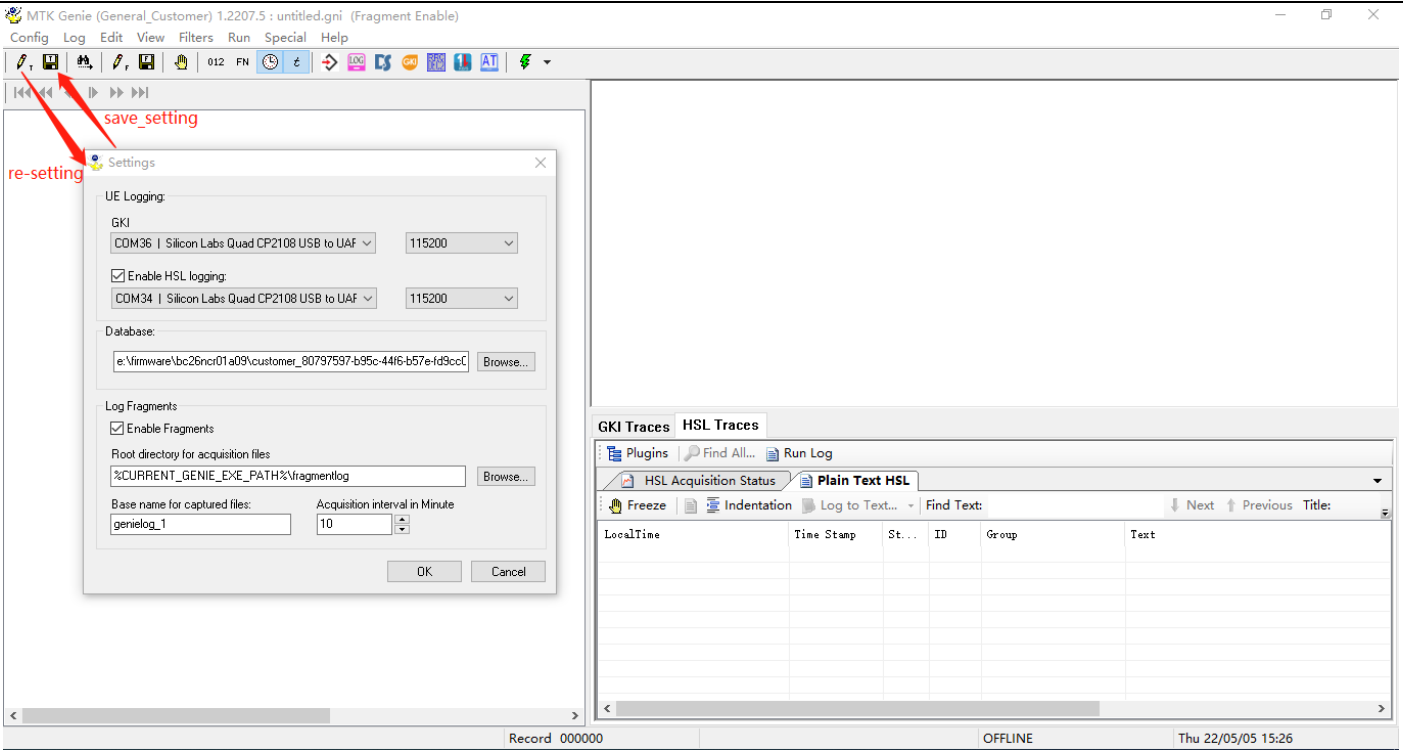 MTK Genie (General_Customer) 1.2207.5 : untitled.gni (Fragment Enable)
Config Log Edit View Filters Run Special Help
012 FN t LOG AT
save_setting
re-setting
Settings
UE Logging:
GKI
COM36 | Silicon Labs Quad CP2108 USB to UAF 115200
Enable HSL logging:
COM34 | Silicon Labs Quad CP2108 USB to UAF 115200
Database:
e:\firmware\bc26ncr01a09\customer_80797597-b95c-44f6-b57e-fd9cc0 Browse...
Log Fragments
Enable Fragments
Root directory for acquisition files
%CURRENT_GENIE_EXE_PATH%\fragmentlog Browse...
Base name for captured files: Acquisition interval in Minute
genielog_1 10
OK Cancel
GKI Traces HSL Traces
Plugins Find All... Run Log
HSL Acquisition Status Plain Text HSL
Freeze Indentation Log to Text... Find Text: Next Previous Title:
LocalTime Time Stamp St... ID Group Text
Record 000000 OFFLINE Thu 22/05/05 15:26